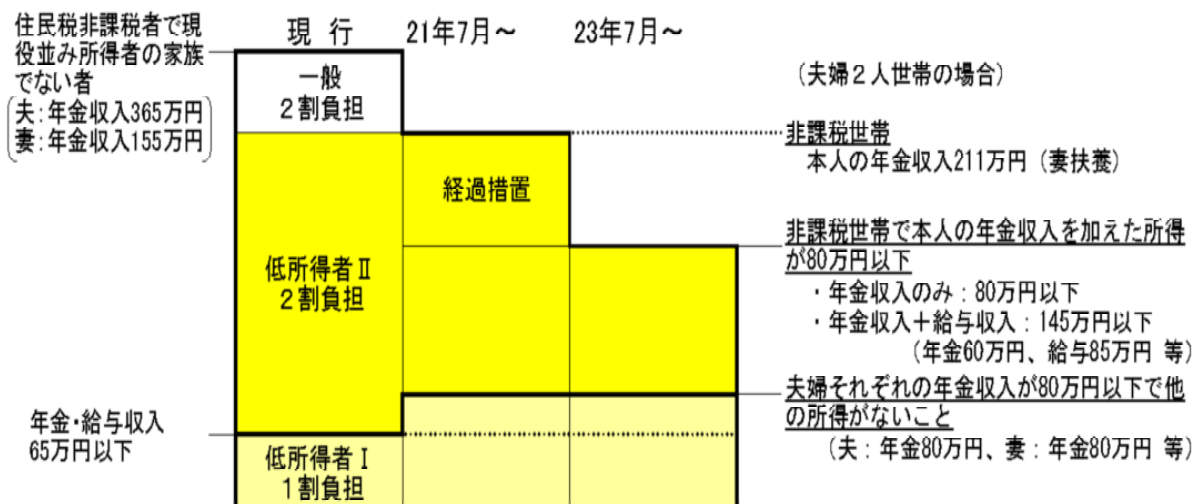 住民税非課税者で現
役並み所得者の家族
でない者
夫:年金収入365万円
妻:年金収入155万円
現 行
21年7月~
23年7月~
一般
2割負担
経過措置
低所得者Ⅱ
2割負担
年金・給与収入
65万円以下
低所得者Ⅰ
1割負担
(夫婦2人世帯の場合)
非課税世帯
本人の年金収入211万円(妻扶養)
非課税世帯で本人の年金収入を加えた所得
が80万円以下
・年金収入のみ:80万円以下
・年金収入+給与収入:145万円以下
(年金60万円、給与85万円 等)
夫婦それぞれの年金収入が80万円以下で他
の所得がないこと
(夫:年金80万円、妻:年金80万円 等)